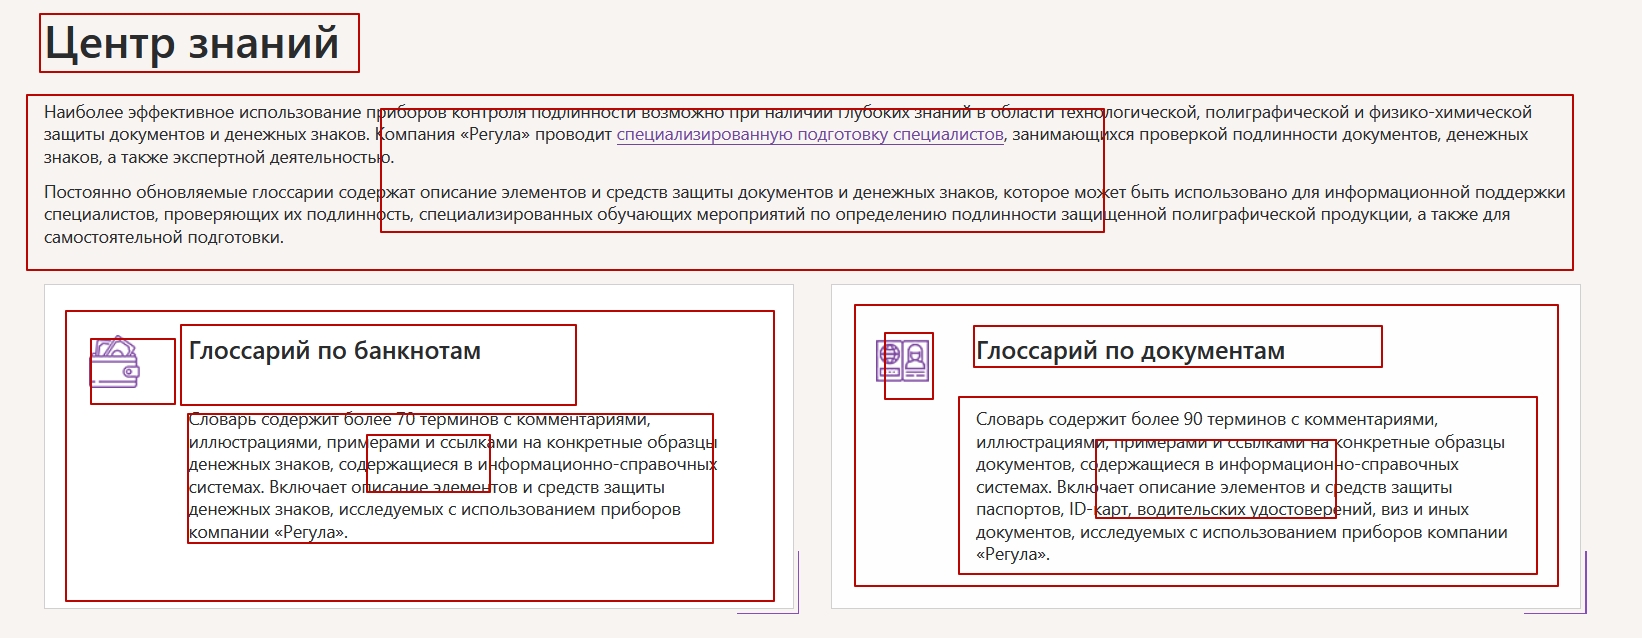 Центр знаний
Наиболее эффективное использование приборов контроля подлинности возможно при наличии глубоких знаний в области технологической, полиграфической и физико-химической
защиты документов и денежных знаков. Компания «Регула» проводит специализированную подготовку специалистов, занимающихся проверкой подлинности документов, денежных
знаков, а также экспертной деятельностью.
Постоянно обновляемые глоссарии содержат описание элементов и средств защиты документов и денежных знаков, которое может быть использовано для информационной поддержки
специалистов, проверяющих их подлинность, специализированных обучающих мероприятий по определению подлинности защищенной полиграфической продукции, а также для
самостоятельной подготовки.
Глоссарий по банкнотам
Словарь содержит более 70 терминов с комментариями,
иллюстрациями, примерами и ссылками на конкретные образцы
денежных знаков, содержащиеся в информационно-справочных
системах. Включает описание элементов и средств защиты
денежных знаков, исследуемых с использованием приборов
компании «Регула».
Глоссарий по документам
Словарь содержит более 90 терминов с комментариями,
иллюстрациями, примерами и ссылками на конкретные образцы
документов, содержащиеся в информационно-справочных
системах. Включает описание элементов и средств защиты
паспортов, ID-карт, водительских удостоверений, виз и иных
документов, исследуемых с использованием приборов компании
«Регула».